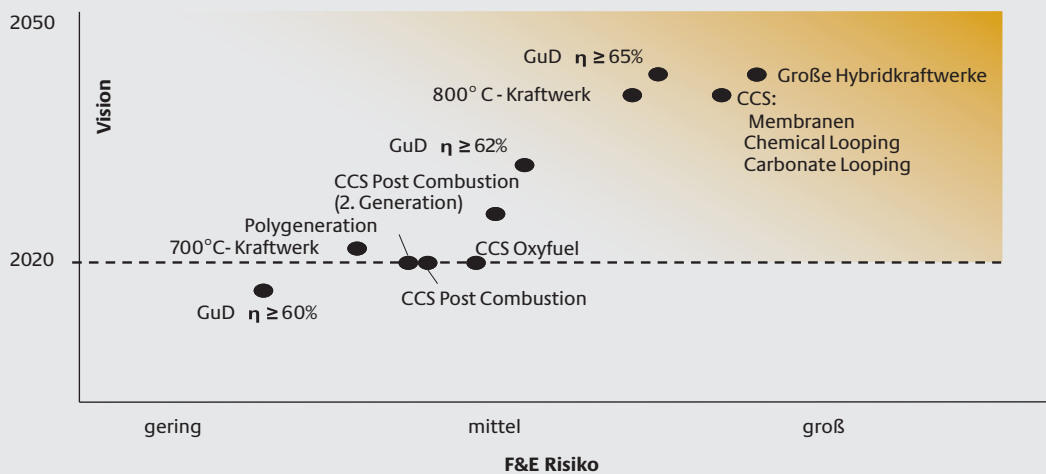 2050
Vision
GuD η ≥ 65%
Große Hybridkraftwerke
800° C - Kraftwerk
CCS:
Membranen
Chemical Looping
Carbonate Looping
GuD η ≥ 62%
CCS Post Combustion
(2. Generation)
Polygeneration
700°C- Kraftwerk
CCS Oxyfuel
2020
CCS Post Combustion
GuD η ≥ 60%
gering
mittel
groß
F&E Risiko